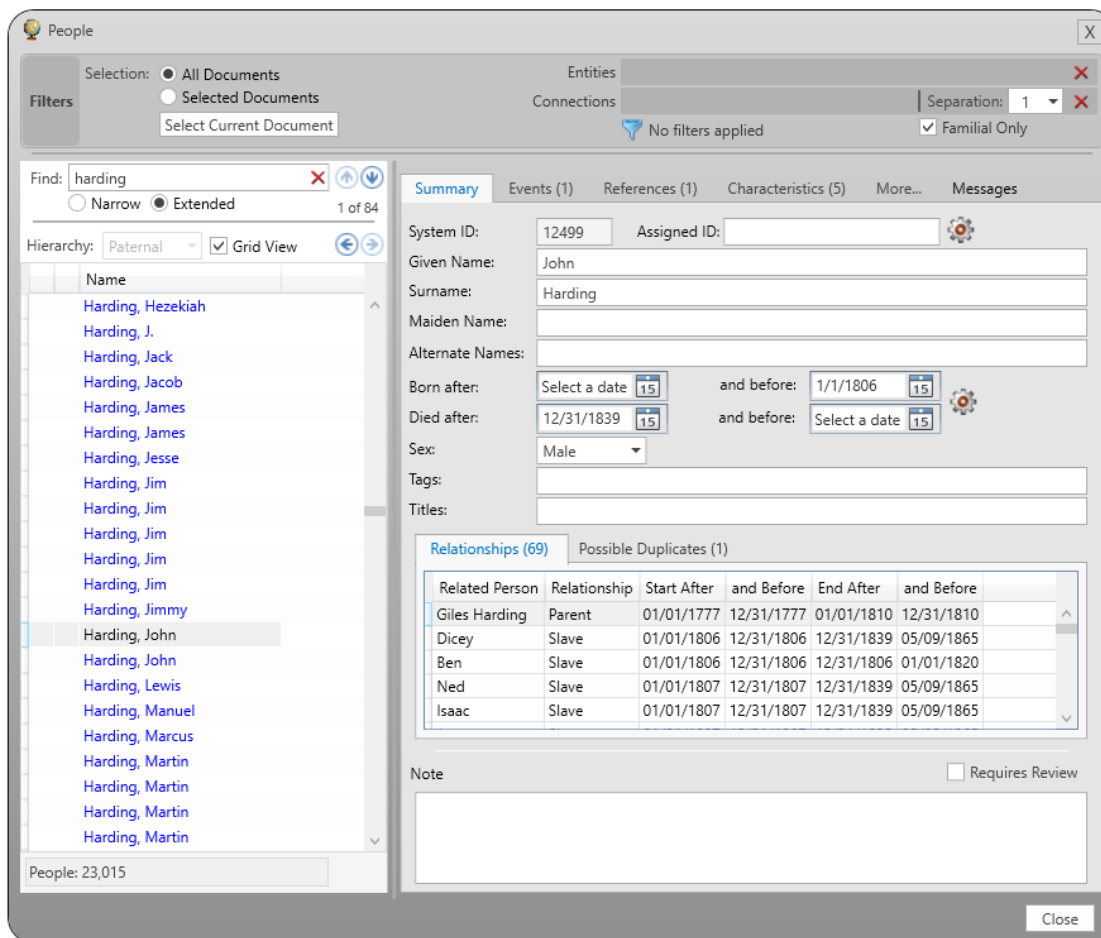 People
X
Filters
Selection: All Documents
Selected Documents
Select Current Document
Entities
Connections
Separation: 1
No filters applied
Familial Only
Find: harding
Narrow Extended
1 of 84
Hierarchy: Paternal Grid View
Name
Harding, Hezekiah
Harding, J.
Harding, Jack
Harding, Jacob
Harding, James
Harding, James
Harding, Jesse
Harding, Jim
Harding, Jim
Harding, Jim
Harding, Jim
Harding, Jim
Harding, Jimmy
Harding, John
Harding, John
Harding, Lewis
Harding, Manuel
Harding, Marcus
Harding, Martin
Harding, Martin
Harding, Martin
Harding, Martin
People: 23,015
Summary Events (1) References (1) Characteristics (5) More... Messages
System ID: 12499 Assigned ID:
Given Name: John
Surname: Harding
Maiden Name:
Alternate Names:
Born after: Select a date 15 and before: 1/1/1806 15
Died after: 12/31/1839 15 and before: Select a date 15
Sex: Male
Tags:
Titles:
Relationships (69) Possible Duplicates (1)
Related Person Relationship Start After and Before End After and Before
Giles Harding Parent 01/01/1777 12/31/1777 01/01/1810 12/31/1810
Dicey Slave 01/01/1806 12/31/1806 12/31/1839 05/09/1865
Ben Slave 01/01/1806 12/31/1806 12/31/1806 01/01/1820
Ned Slave 01/01/1807 12/31/1807 12/31/1839 05/09/1865
Isaac Slave 01/01/1807 12/31/1807 12/31/1839 05/09/1865
Note
Requires Review
Close